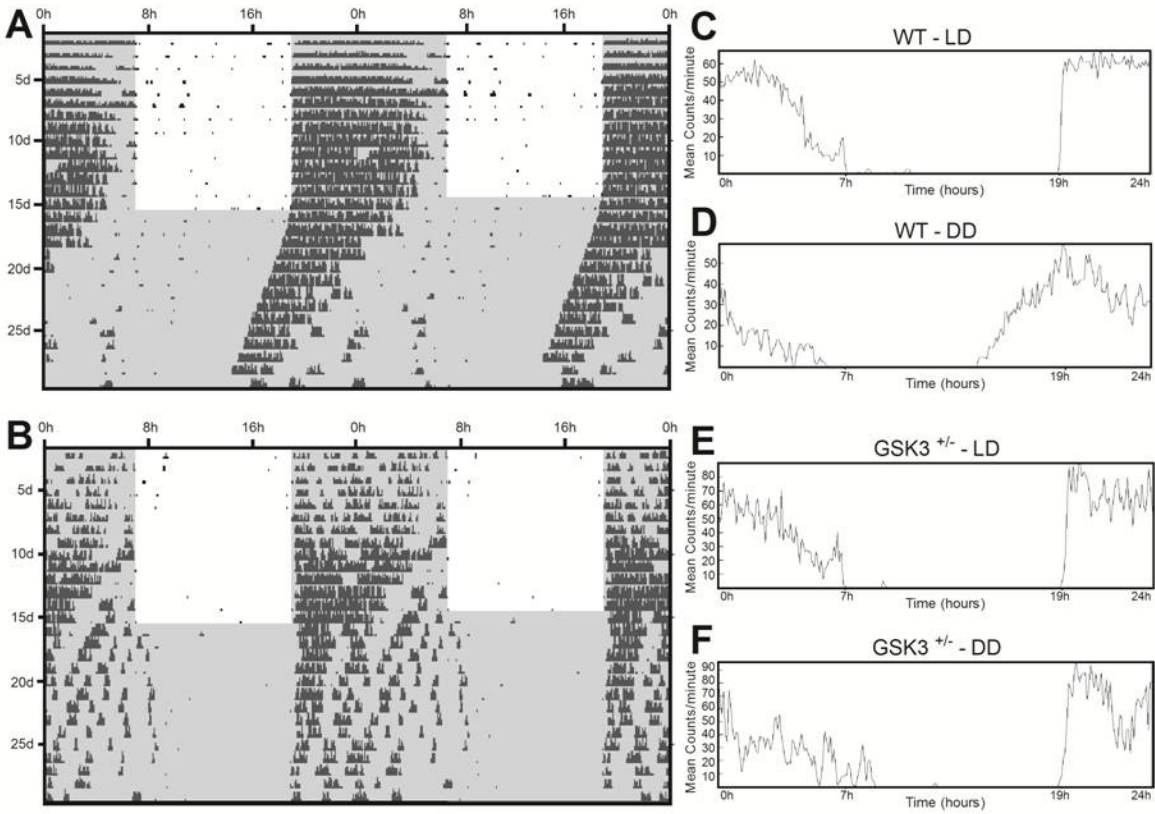 A
0h 8h 16h 0h 8h 16h 0h
5d
10d
15d
20d
25d
B
0h 8h 16h 0h 8h 16h 0h
5d
10d
15d
20d
25d
C
WT - LD
Mean Counts/minute
60
50
40
30
20
10
0h 7h 19h 24h
Time (hours)
D
WT - DD
Mean Counts/minute
50
40
30
20
10
0h 7h 19h 24h
Time (hours)
E
GSK3 +/- - LD
Mean Counts/minute
80
70
60
50
40
30
20
10
0h 7h 19h 24h
Time (hours)
F
GSK3 +/- - DD
Mean Counts/minute
90
80
70
60
50
40
30
20
10
0h 7h 19h 24h
Time (hours)